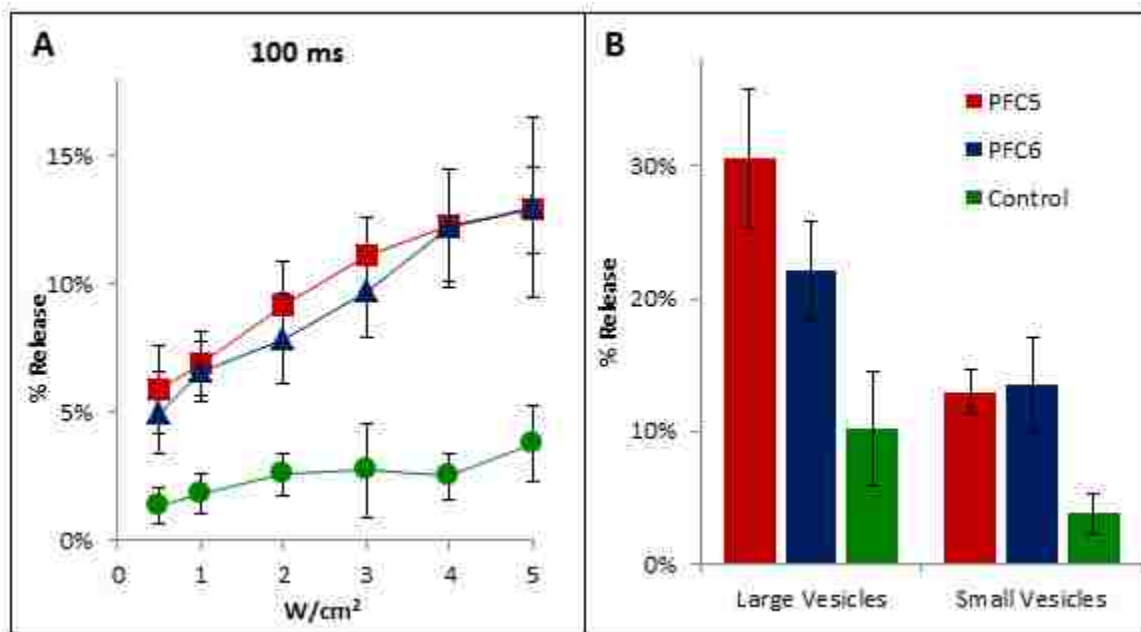 A
100 ms
% Release
15%
10%
5%
0%
0 1 2 3 4 5
W/cm²
B
PFC5
PFC6
Control
% Release
30%
20%
10%
0%
Large Vesicles Small Vesicles